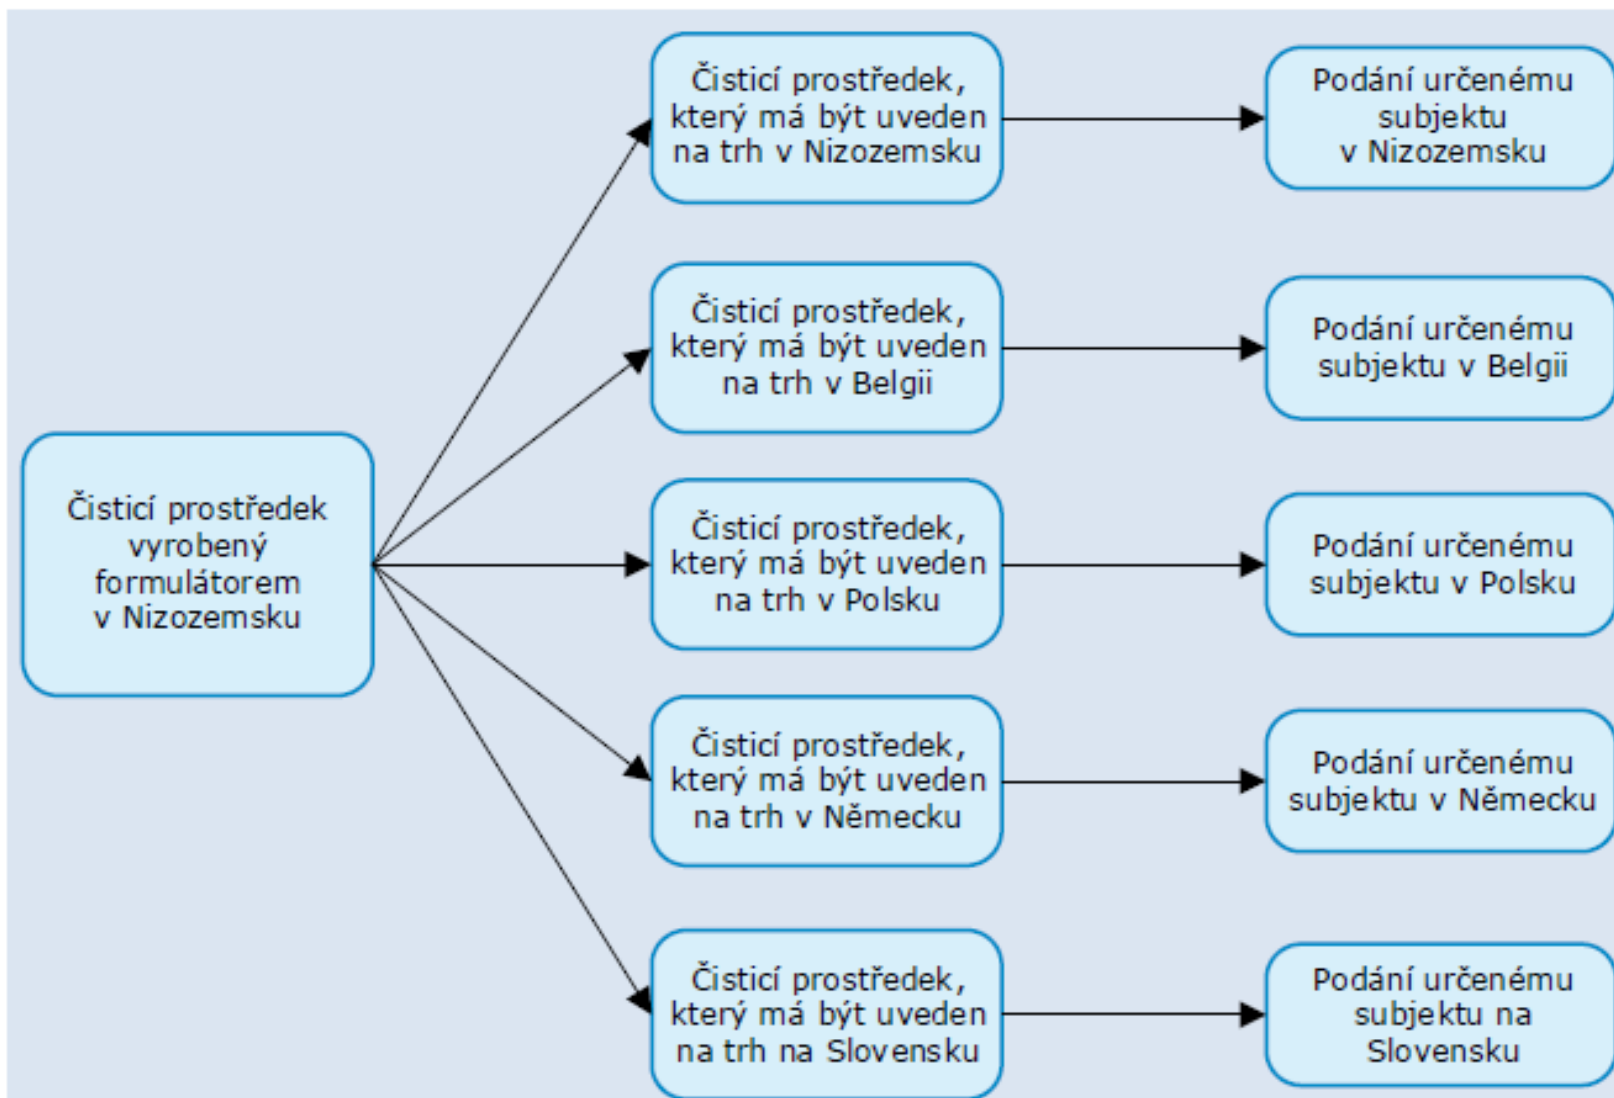 Čisticí prostředek
vyrobený
formulátorem
v Nizozemsku
Čisticí prostředek,
který má být uveden
na trh v Nizozemsku
Podání určenému
subjektu
v Nizozemsku
Čisticí prostředek,
který má být uveden
na trh v Belgii
Podání určenému
subjektu v Belgii
Čisticí prostředek,
který má být uveden
na trh v Polsku
Podání určenému
subjektu v Polsku
Čisticí prostředek,
který má být uveden
na trh v Německu
Podání určenému
subjektu v Německu
Čisticí prostředek,
který má být uveden
na trh na Slovensku
Podání určenému
subjektu na
Slovensku